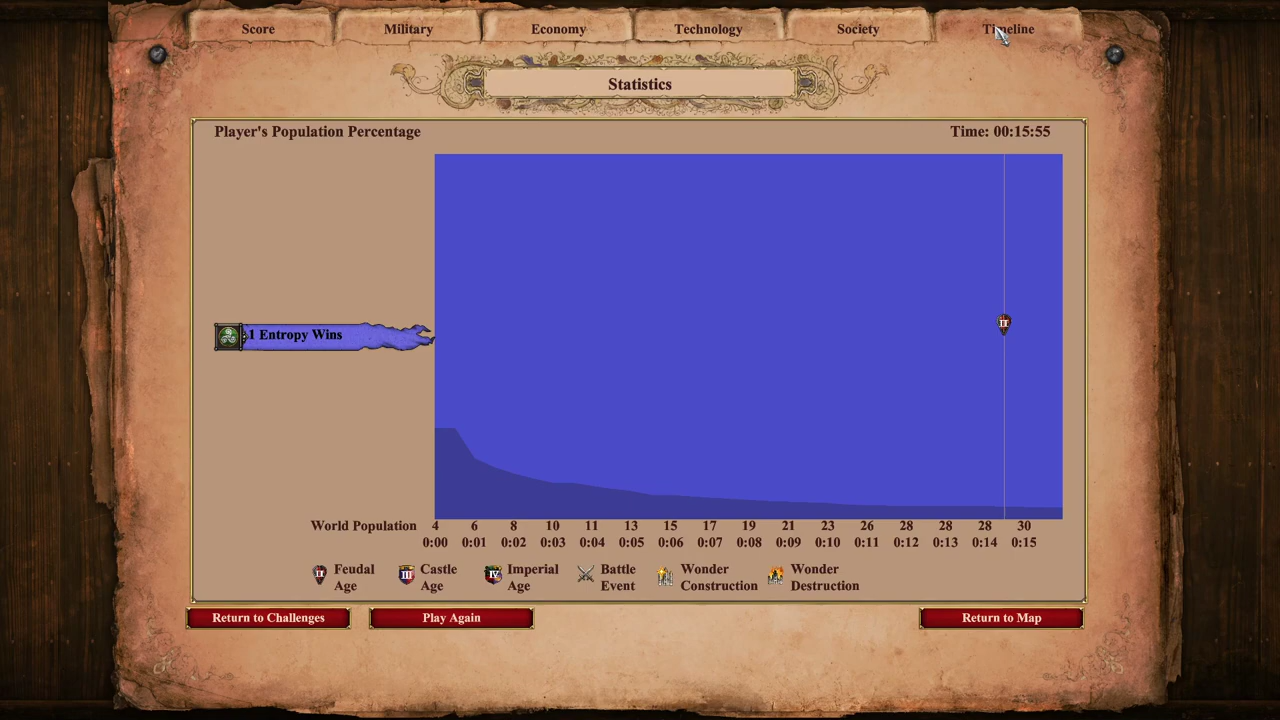 Score Military Economy Technology Society Timeline
Statistics
Player's Population Percentage Time: 00:15:55
II
1 Entropy Wins
World Population 4 6 8 10 11 13 15 17 19 21 23 26 28 28 28 30
0:00 0:01 0:02 0:03 0:04 0:05 0:06 0:07 0:08 0:09 0:10 0:11 0:12 0:13 0:14 0:15
II Feudal Age
III Castle Age
IV Imperial Age
Battle Event
Wonder Construction
Wonder Destruction
Return to Challenges Play Again Return to Map